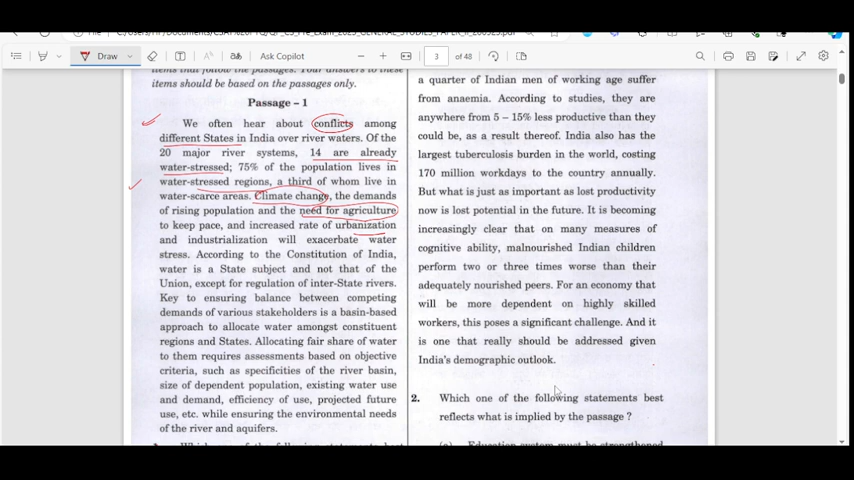 Draw
Ask Copilot
3
of 48
items that follow the passages. Your answers to these
items should be based on the passages only.
Passage – 1
We often hear about conflicts among
different States in India over river waters. Of the
20 major river systems, 14 are already
water-stressed; 75% of the population lives in
water-stressed regions, a third of whom live in
water-scarce areas. Climate change, the demands
of rising population and the need for agriculture
to keep pace, and increased rate of urbanization
and industrialization will exacerbate water
stress. According to the Constitution of India,
water is a State subject and not that of the
Union, except for regulation of inter-State rivers.
Key to ensuring balance between competing
demands of various stakeholders is a basin-based
approach to allocate water amongst constituent
regions and States. Allocating fair share of water
to them requires assessments based on objective
criteria, such as specificities of the river basin,
size of dependent population, existing water use
and demand, efficiency of use, projected future
use, etc. while ensuring the environmental needs
of the river and aquifers.
a quarter of Indian men of working age suffer
from anaemia. According to studies, they are
anywhere from 5 – 15% less productive than they
could be, as a result thereof. India also has the
largest tuberculosis burden in the world, costing
170 million workdays to the country annually.
But what is just as important as lost productivity
now is lost potential in the future. It is becoming
increasingly clear that on many measures of
cognitive ability, malnourished Indian children
perform two or three times worse than their
adequately nourished peers. For an economy that
will be more dependent on highly skilled
workers, this poses a significant challenge. And it
is one that really should be addressed given
India's demographic outlook.
2. Which one of the following statements best
reflects what is implied by the passage ?
(a) Education system must be strengthened